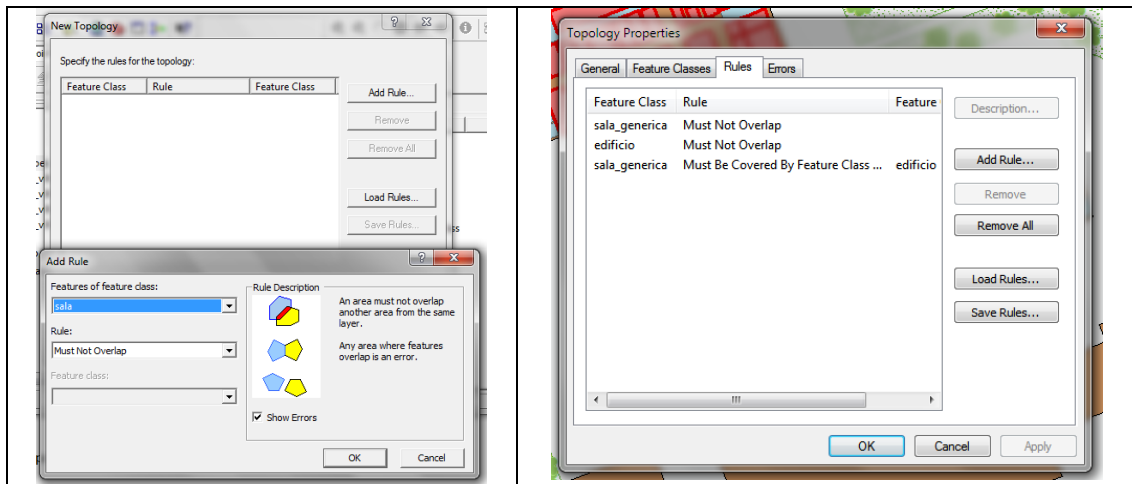 New Topology
Specify the rules for the topology:
Feature Class Rule Feature Class
Add Rule...
Remove
Remove All
Load Rules...
Save Rules...
Add Rule
Features of feature class:
sala
Rule:
Must Not Overlap
Feature class:
Rule Description
An area must not overlap
another area from the same
layer.
Any area where features
overlap is an error.
Show Errors
OK Cancel
Topology Properties
General Feature Classes Rules Errors
Feature Class Rule Feature
sala_generica Must Not Overlap
edificio Must Not Overlap
sala_generica Must Be Covered By Feature Class ... edificio
Description...
Add Rule...
Remove
Remove All
Load Rules...
Save Rules...
OK Cancel Apply